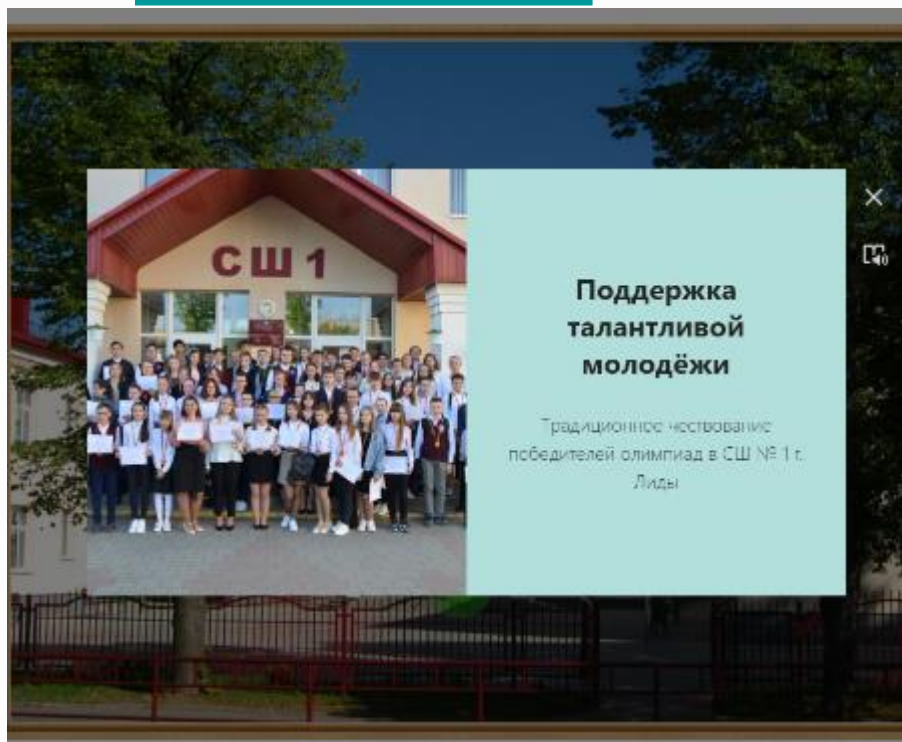 СШ 1
Поддержка
талантливой
молодёжи
Традиционное чествование
победителей олимпиад в СШ № 1 г.
Лиды